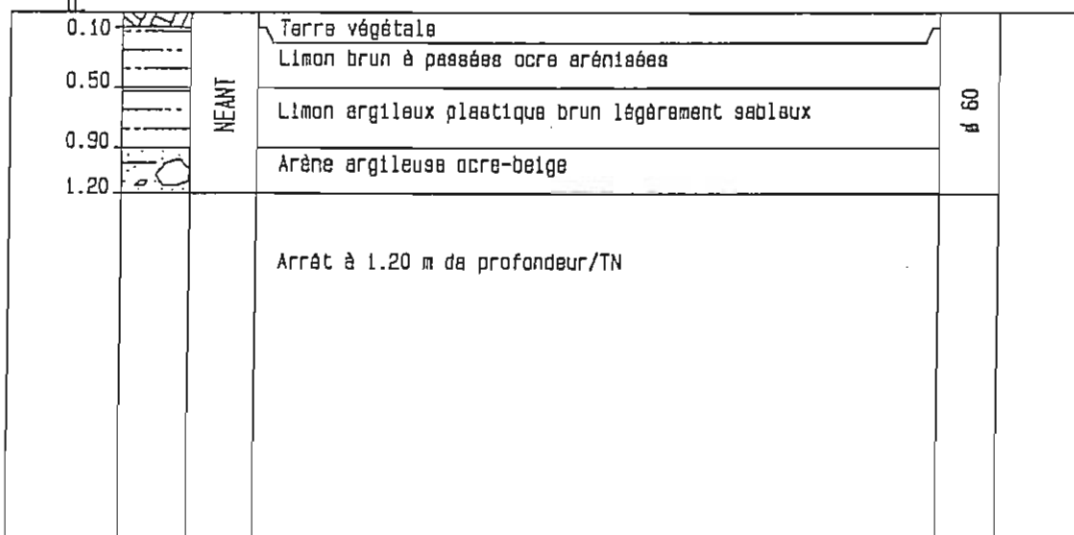 0.10 Terre végétale
Limon brun à passées ocre arénisées
0.50
NEANT
Limon argileux plastique brun légèrement sableux
ø 60
0.90
Arène argileuse ocre-beige
1.20
Arrêt à 1.20 m de profondeur/TN